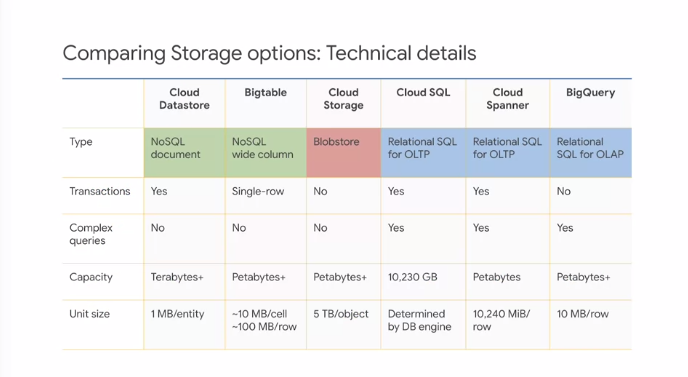 Comparing Storage options: Technical details
Cloud Datastore Bigtable Cloud Storage Cloud SQL Cloud Spanner BigQuery
Type NoSQL document NoSQL wide column Blobstore Relational SQL for OLTP Relational SQL for OLTP Relational SQL for OLAP
Transactions Yes Single-row No Yes Yes No
Complex queries No No No Yes Yes Yes
Capacity Terabytes+ Petabytes+ Petabytes+ 10,230 GB Petabytes Petabytes+
Unit size 1 MB/entity ~10 MB/cell ~100 MB/row 5 TB/object Determined by DB engine 10,240 MiB/ row 10 MB/row